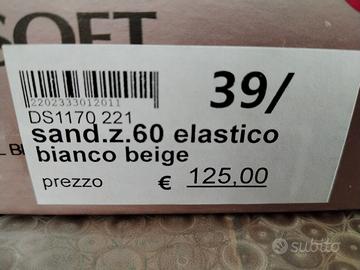 SOFT
2202333012011
39/
DS1170 221
sand.z.60 elastico
bianco beige
prezzo € 125,00
subito